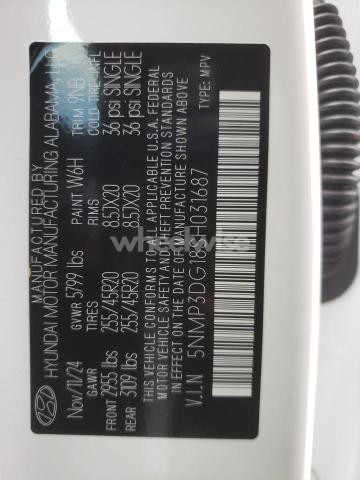 MANUFACTURED BY
HYUNDAI MOTOR MANUFACTURING ALABAMA, LLC
Nov/11/24 GVWR 5799 lbs PAINT W6H TRIM 9NB
GAWR TIRES RIMS COLD TIRE INFL
FRONT 2955 lbs 255/45R20 8.5JX20 36 psi SINGLE
REAR 3109 lbs 255/45R20 8.5JX20 36 psi SINGLE
THIS VEHICLE CONFORMS TO ALL APPLICABLE U.S.A. FEDERAL
MOTOR VEHICLE SAFETY AND THEFT PREVENTION STANDARDS
IN EFFECT ON THE DATE OF MANUFACTURE SHOWN ABOVE
V.I.N 5NMP3DG18SH031687 TYPE: MPV
wheelwise